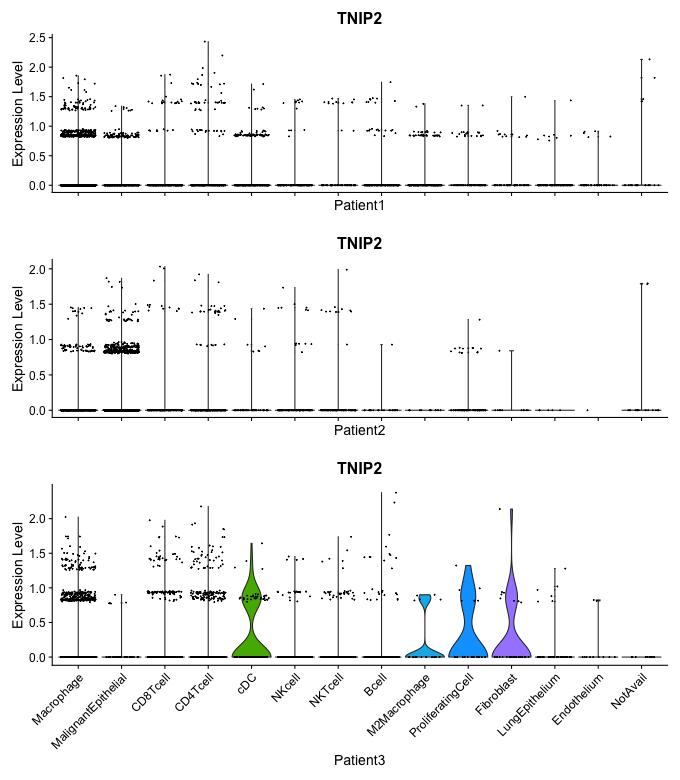 TNIP2
Expression Level
2.5
2.0
1.5
1.0
0.5
0.0
Patient1
TNIP2
Expression Level
2.0
1.5
1.0
0.5
0.0
Patient2
TNIP2
Expression Level
2.0
1.5
1.0
0.5
0.0
Macrophage
MalignantEpithelial
CD8Tcell
CD4Tcell
cDC
NKcell
NKTcell
Bcell
M2Macrophage
ProliferatingCell
Fibroblast
LungEpithelium
Endothelium
NotAvail
Patient3